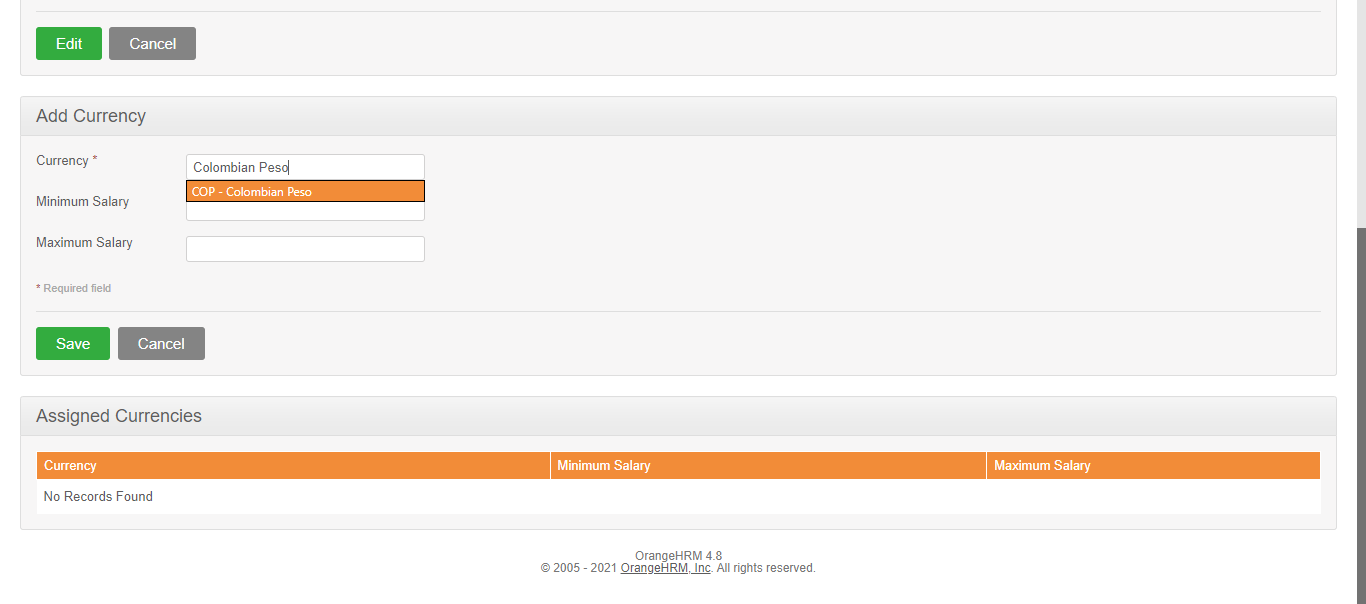 Edit Cancel
Add Currency
Currency *
Colombian Peso
COP - Colombian Peso
Minimum Salary
Maximum Salary
* Required field
Save Cancel
Assigned Currencies
Currency Minimum Salary Maximum Salary
No Records Found
OrangeHRM 4.8
© 2005 - 2021 OrangeHRM, Inc. All rights reserved.